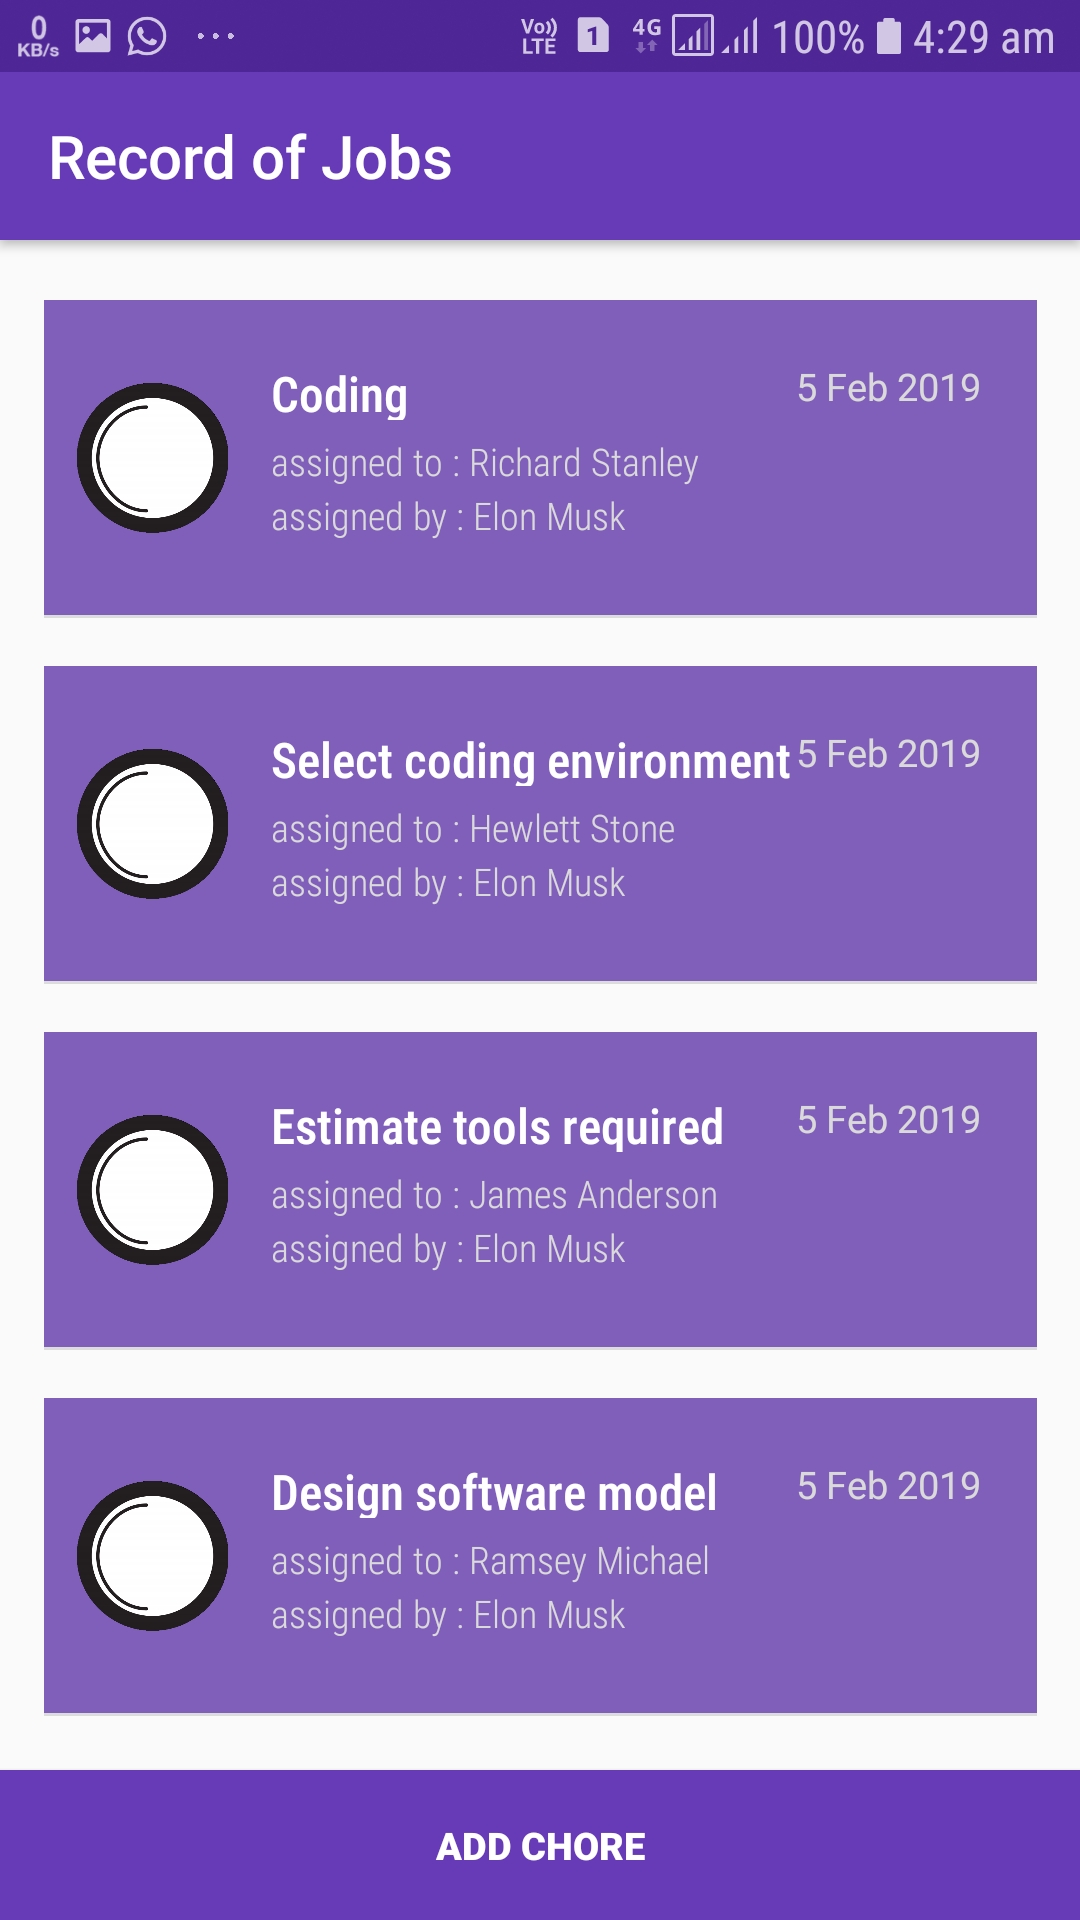 0 KB/s Vo)) LTE 1 4G 100% 4:29 am
Record of Jobs
Coding 5 Feb 2019
assigned to : Richard Stanley
assigned by : Elon Musk
Select coding environment 5 Feb 2019
assigned to : Hewlett Stone
assigned by : Elon Musk
Estimate tools required 5 Feb 2019
assigned to : James Anderson
assigned by : Elon Musk
Design software model 5 Feb 2019
assigned to : Ramsey Michael
assigned by : Elon Musk
ADD CHORE